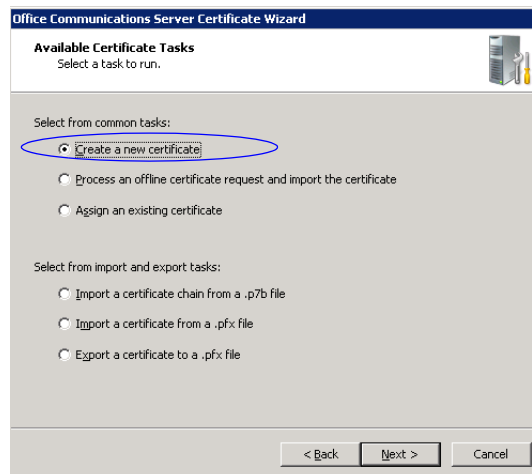 Office Communications Server Certificate Wizard
Available Certificate Tasks
Select a task to run.
Select from common tasks:
Create a new certificate
Process an offline certificate request and import the certificate
Assign an existing certificate
Select from import and export tasks:
Import a certificate chain from a .p7b file
Import a certificate from a .pfx file
Export a certificate to a .pfx file
< Back Next > Cancel